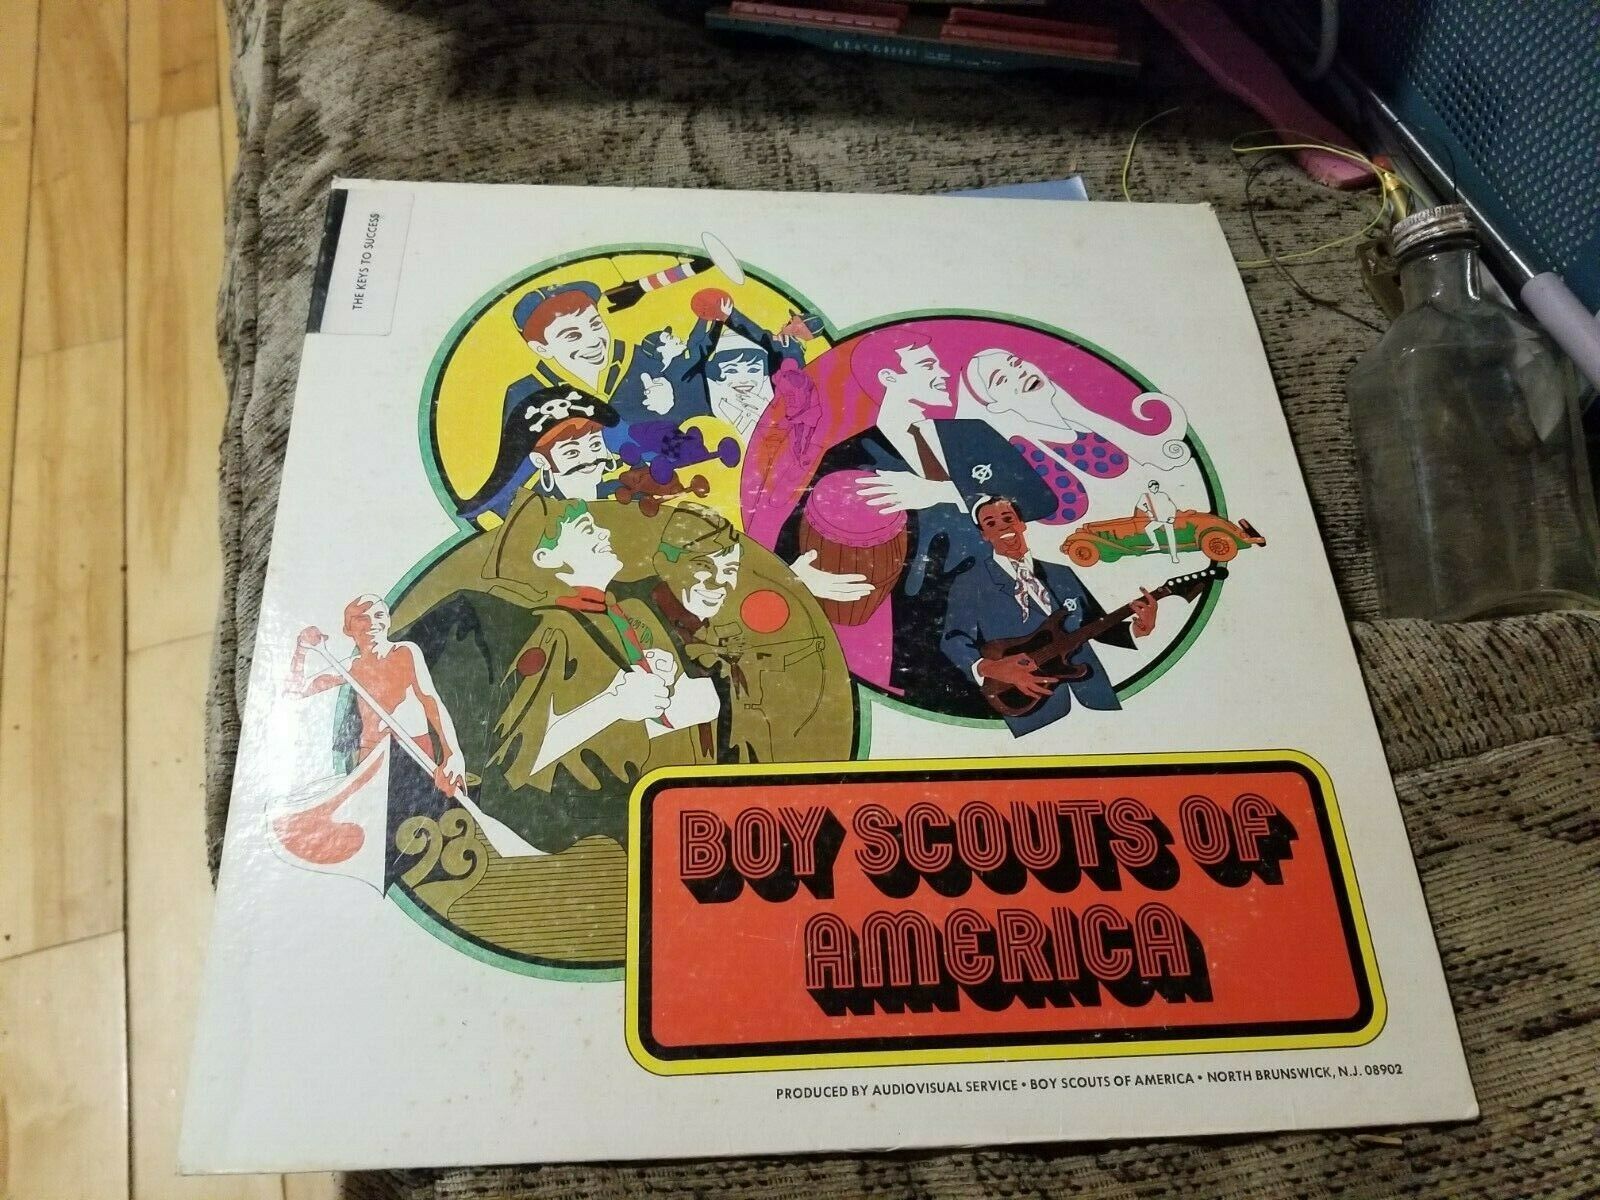 THE KEYS TO SUCCESS
BOY SCOUTS OF
AMERICA
PRODUCED BY AUDIOVISUAL SERVICE • BOY SCOUTS OF AMERICA • NORTH BRUNSWICK, N.J. 08902